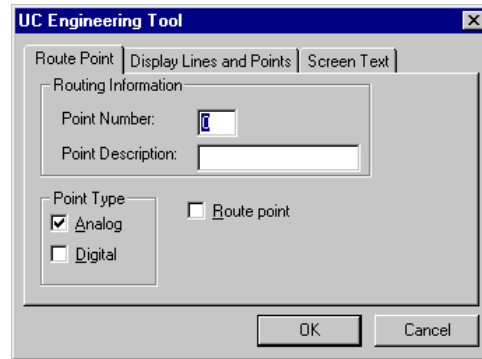 UC Engineering Tool
Route Point Display Lines and Points Screen Text
Routing Information
Point Number: 0
Point Description:
Point Type
Analog
Route point
Digital
OK Cancel